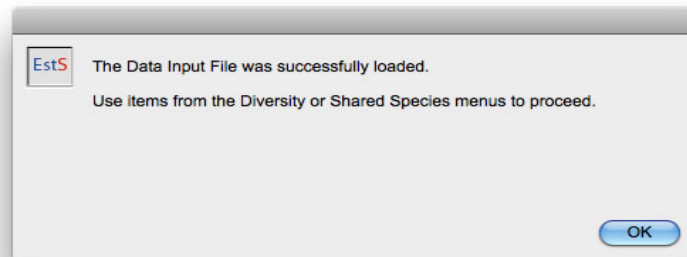 EstS
The Data Input File was successfully loaded.
Use items from the Diversity or Shared Species menus to proceed.
OK